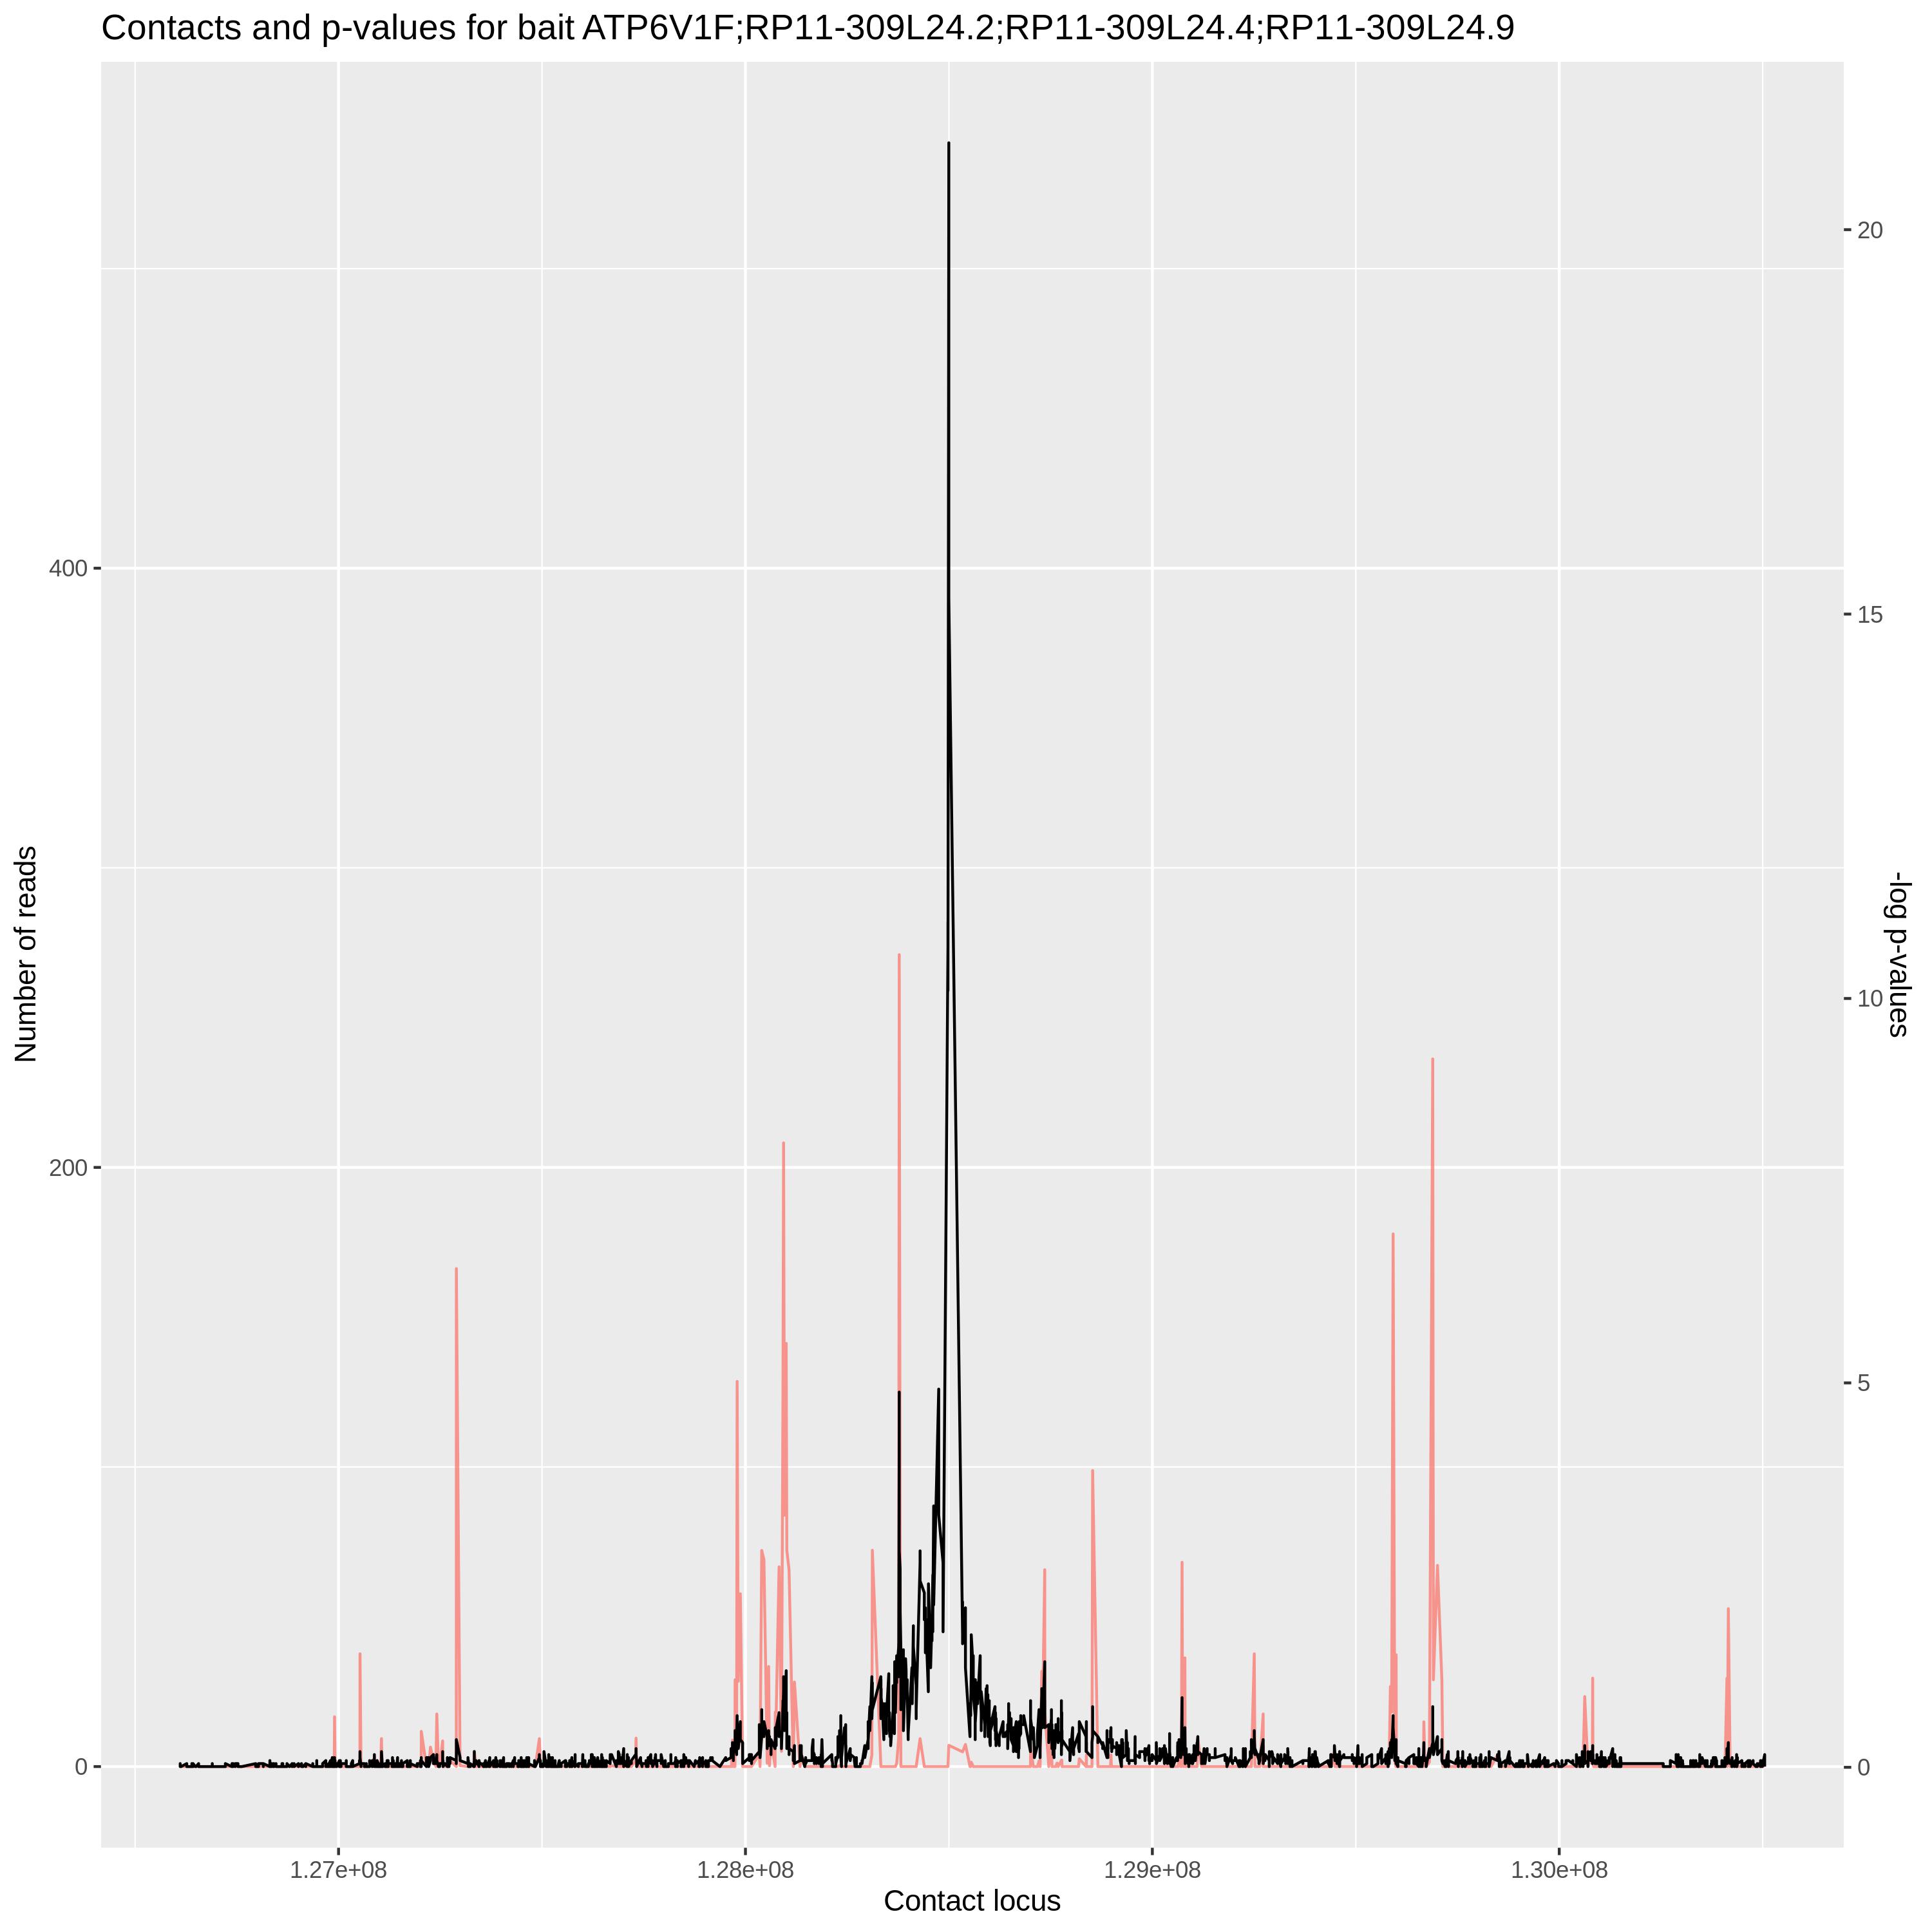 Contacts and p-values for bait ATP6V1F;RP11-309L24.2;RP11-309L24.4;RP11-309L24.9
Number of reads
400
200
0
20
15
10
5
0
-log p-values
1.27e+08 1.28e+08 1.29e+08 1.30e+08
Contact locus